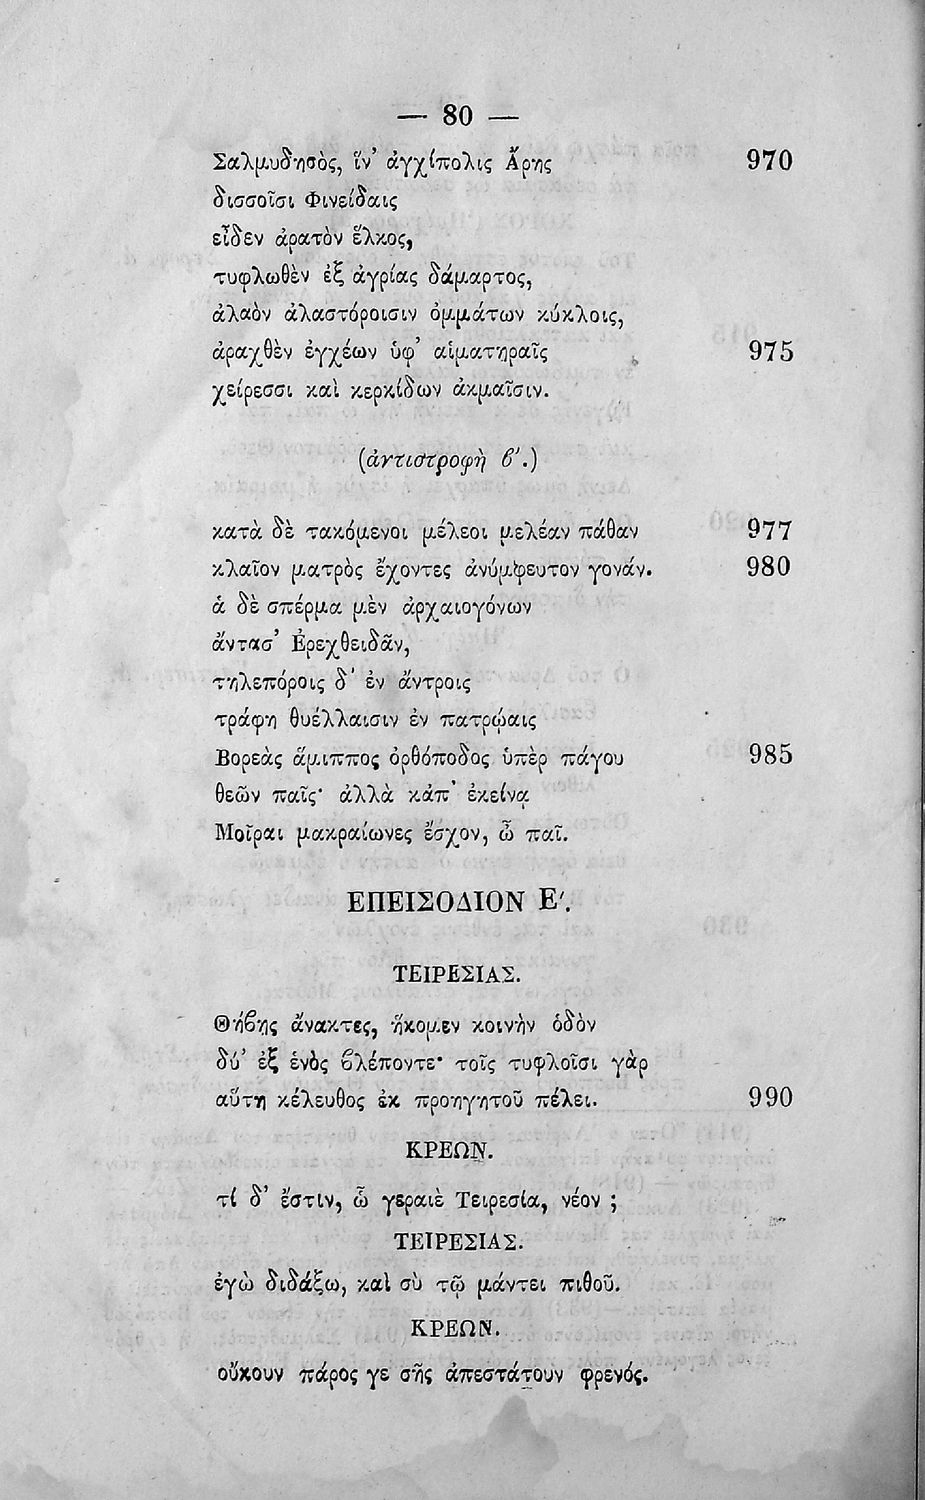 — 80 —
Σαλμυδησὸς, ἵν’ ἀγχίπολις Ἄρης 970
δισσοῖσι Φινείδαις
εἶδεν ἀρατὸν ἕλκος,
τυφλωθὲν ἐξ ἀγρίας δάμαρτος,
ἀλαὸν ἀλαστόροισιν ὀμμάτων κύκλοις,
ἀραχθὲν ἐγχέων ὑφ’ αἱματηραῖς 975
χείρεσσι καὶ κερκίδων ἀκμαῖσιν.
(ἀντιστροφὴ ϐ’.)
κατὰ δὲ τακόμενοι μέλεοι μελέαν πάθαν 977
κλαῖον ματρὸς ἔχοντες ἀνύμφευτον γονάν. 980
ἁ δὲ σπέρμα μὲν ἀρχαιογόνων
ἄντασ’ Ἐρεχθειδᾶν,
τηλεπόροις δ’ ἐν ἄντροις
τράφη θυέλλαισιν ἐν πατρῴαις
Βορεὰς ἅμιππος ὀρθόποδος ὑπὲρ πάγου 985
θεῶν παῖς· ἀλλὰ κἀπ’ ἐκείνᾳ
Μοῖραι μακραίωνες ἔσχον, ὦ παῖ.
ΕΠΕΙΣΟΔΙΟΝ Ε’.
ΤΕΙΡΕΣΙΑΣ.
Θήϐης ἄνακτες, ἥκομεν κοινὴν ὁδὸν
δύ’ ἐξ ἑνὸς ϐλέποντε· τοῖς τυφλοῖσι γὰρ
αὕτη κέλευθος ἐκ προηγητοῦ πέλει. 990
ΚΡΕΩΝ.
τί δ’ ἔστιν, ὦ γεραιὲ Τειρεσία, νέον ;
ΤΕΙΡΕΣΙΑΣ.
ἐγὼ διδάξω, καὶ σὺ τῷ μάντει πιθοῦ.
ΚΡΕΩΝ.
οὔκουν πάρος γε σῆς ἀπεστάτουν φρενός.